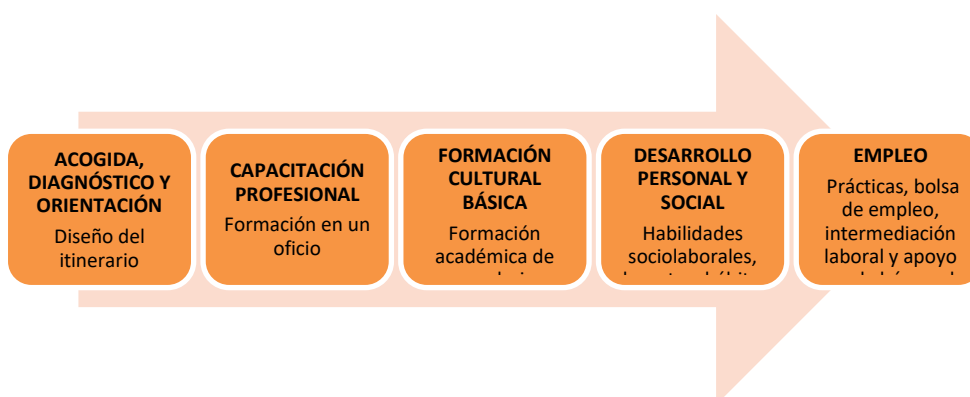 ACOGIDA,
DIAGNÓSTICO Y
ORIENTACIÓN
Diseño del
itinerario
CAPACITACIÓN
PROFESIONAL
Formación en un
oficio
FORMACIÓN
CULTURAL
BÁSICA
Formación
académica de
DESARROLLO
PERSONAL Y
SOCIAL
Habilidades
sociolaborales,
EMPLEO
Prácticas, bolsa
de empleo,
intermediación
laboral y apoyo